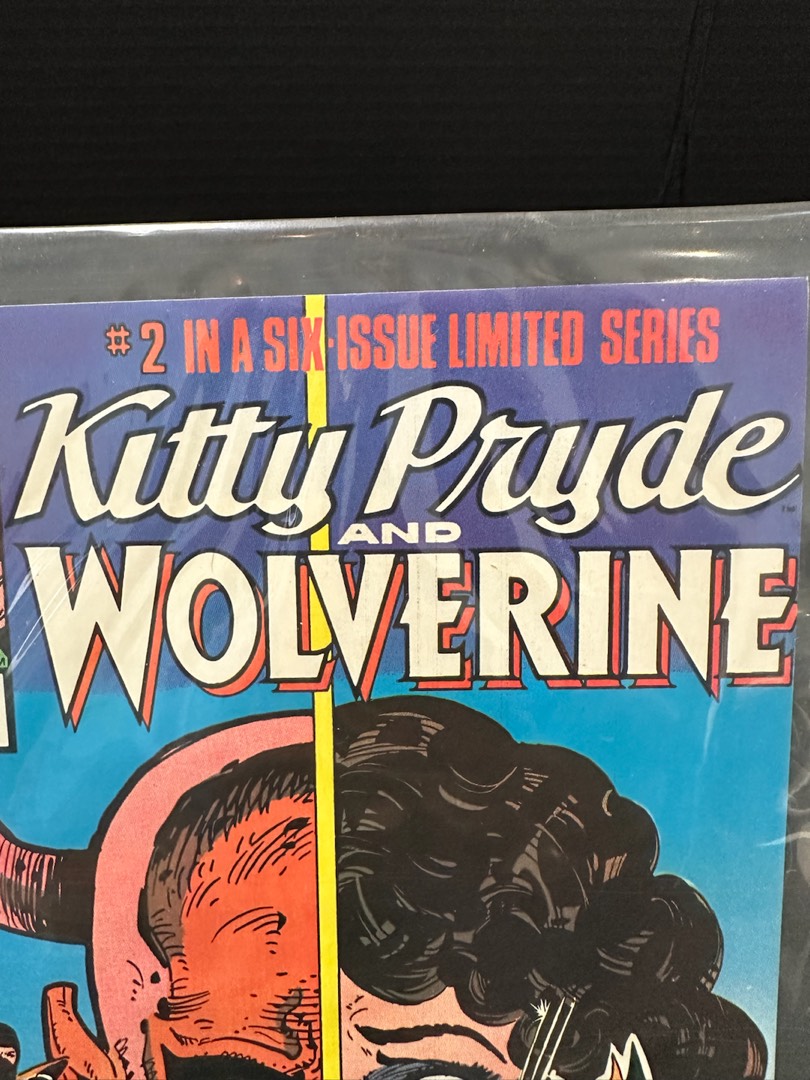 #2 IN A SIX-ISSUE LIMITED SERIES
Kitty Pryde
AND
WOLVERINE